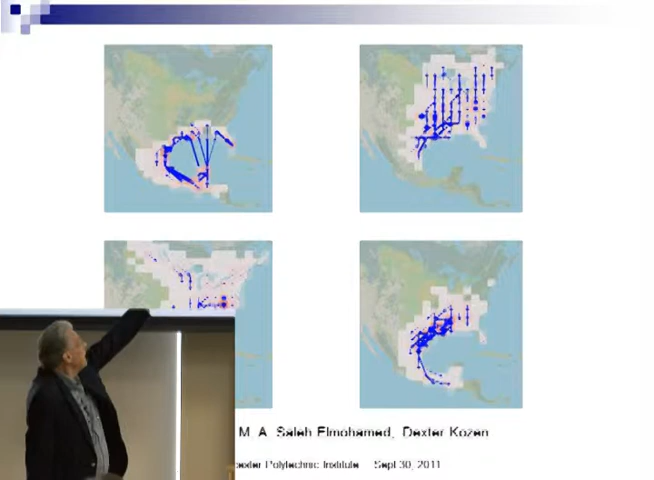 M. A. Saleh Elmohamed, Dexter Kozen
Polytechnic Institute Sept 30, 2011